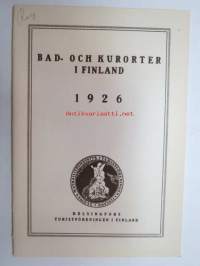 BAD- OCH KURORTER
I FINLAND
1926
HELSINGFORS
TURISTFÖRENINGEN I FINLAND